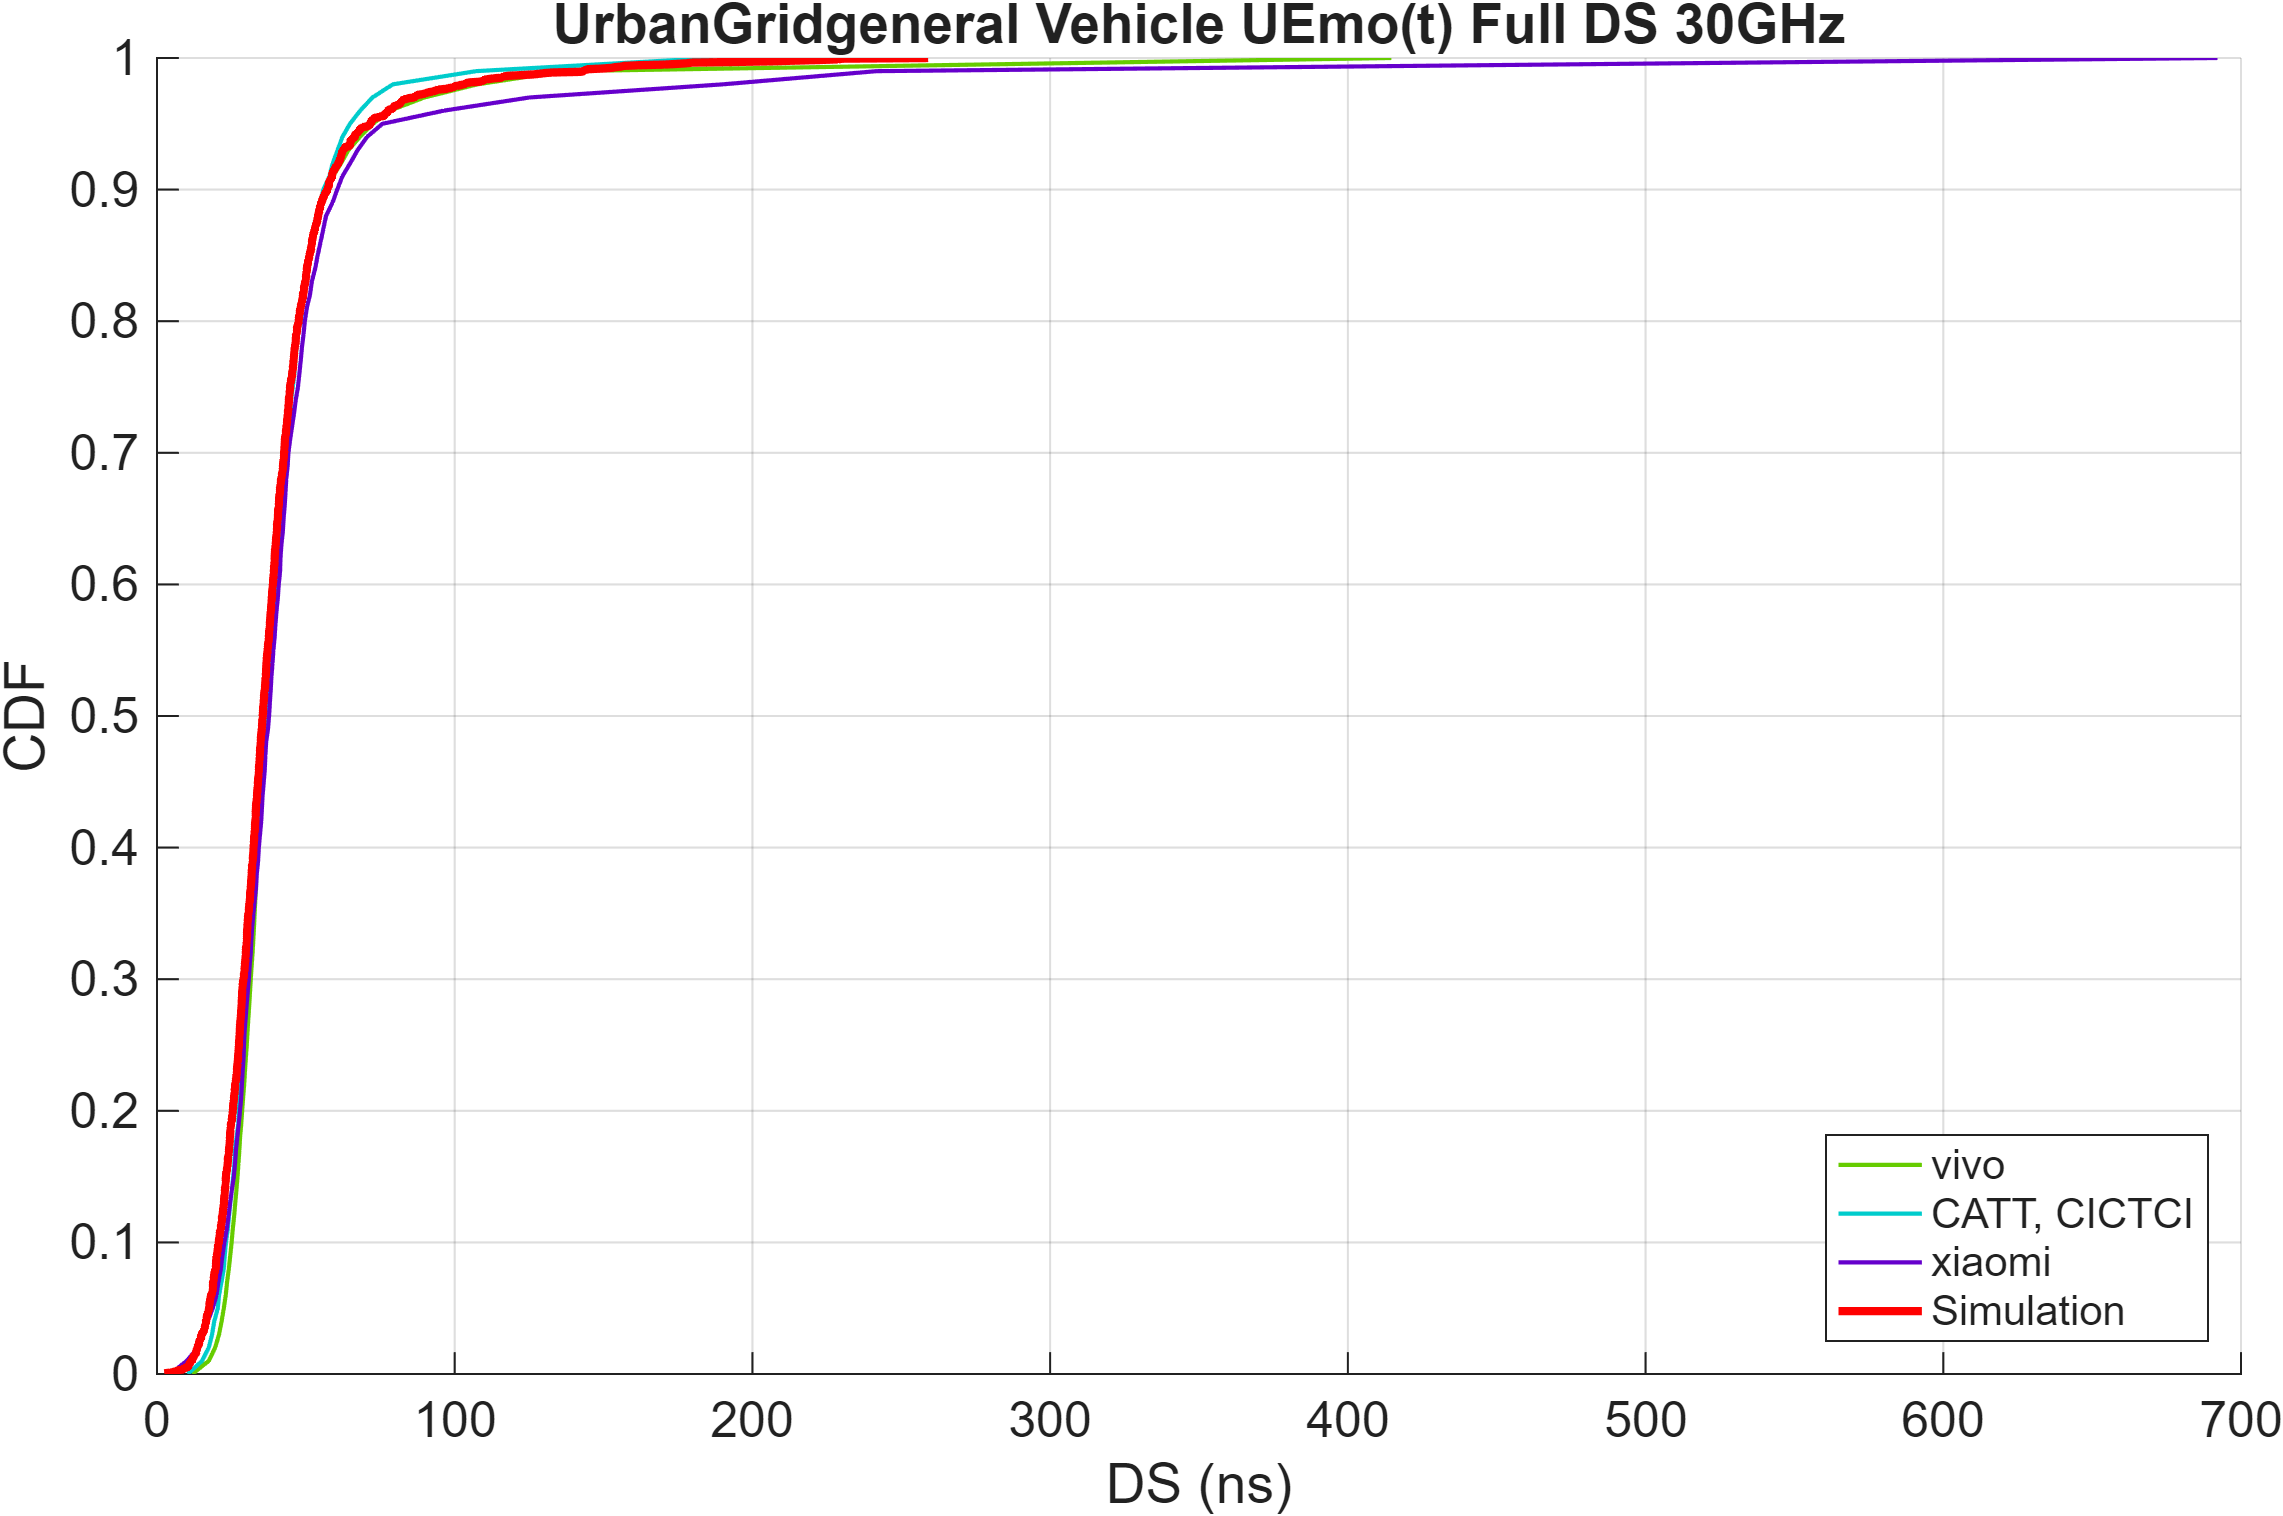 UrbanGridgeneral Vehicle UEmo(t) Full DS 30GHz
1
0.9
0.8
0.7
0.6
0.5
0.4
0.3
0.2
0.1
0
CDF
0 100 200 300 400 500 600 700
DS (ns)
vivo
CATT, CICTCI
xiaomi
Simulation